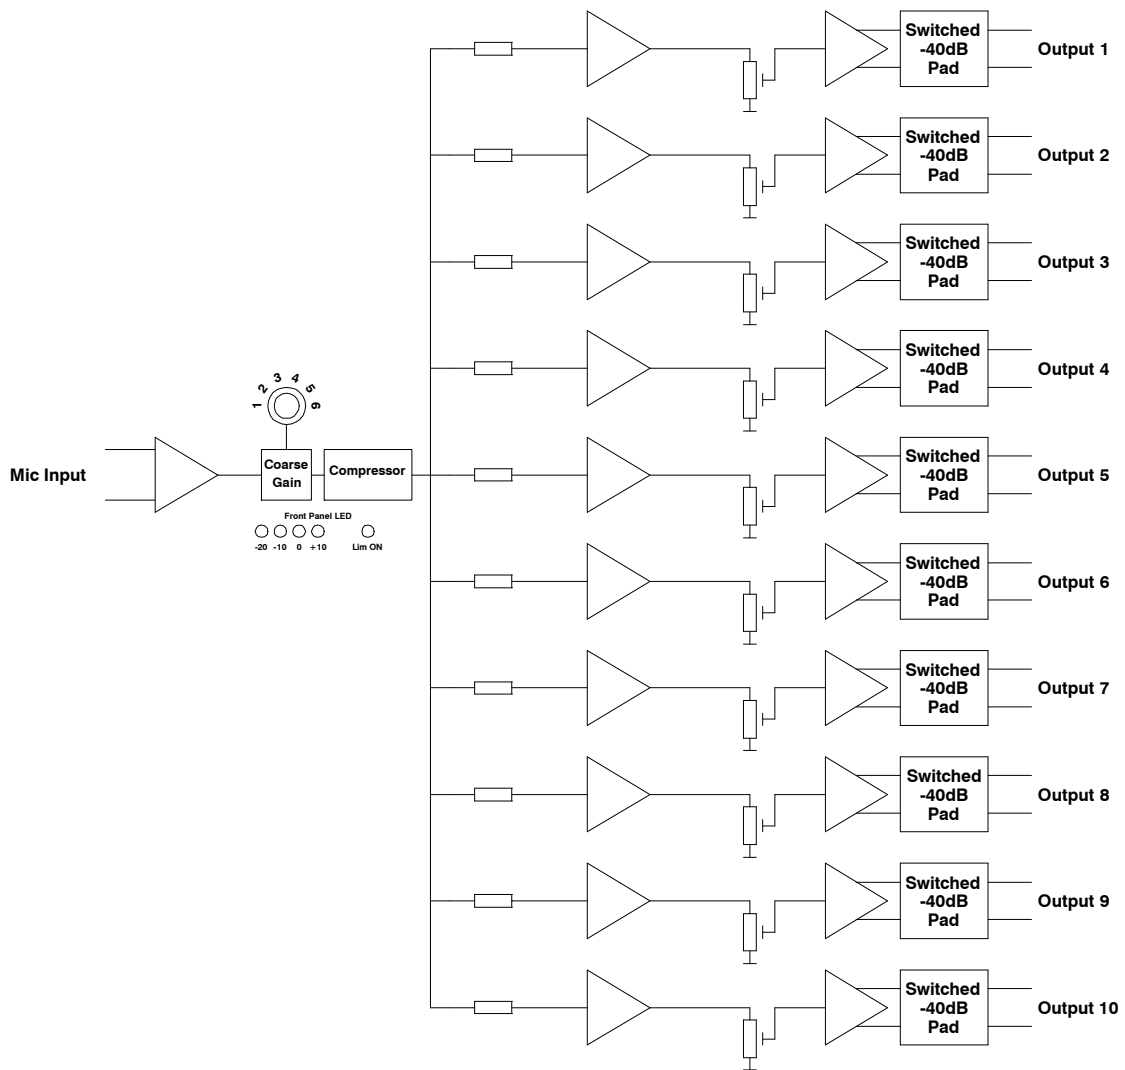 Switched
-40dB
Pad
Output 1
Switched
-40dB
Pad
Output 2
Switched
-40dB
Pad
Output 3
Switched
-40dB
Pad
Output 4
1 2 3 4 5 6
Mic Input
Coarse
Gain
Compressor
Front Panel LED
-20 -10 0 +10 Lim ON
Switched
-40dB
Pad
Output 5
Switched
-40dB
Pad
Output 6
Switched
-40dB
Pad
Output 7
Switched
-40dB
Pad
Output 8
Switched
-40dB
Pad
Output 9
Switched
-40dB
Pad
Output 10